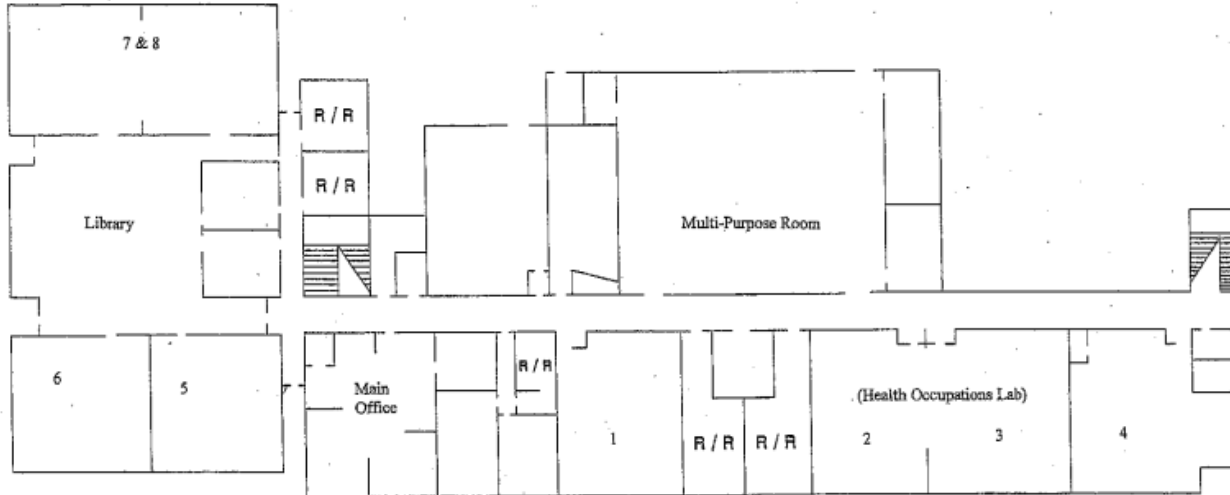 7 & 8
R / R
R / R
Library
Multi-Purpose Room
6
5
Main
Office
R / R
(Health Occupations Lab)
1
R / R
R / R
2
3
4